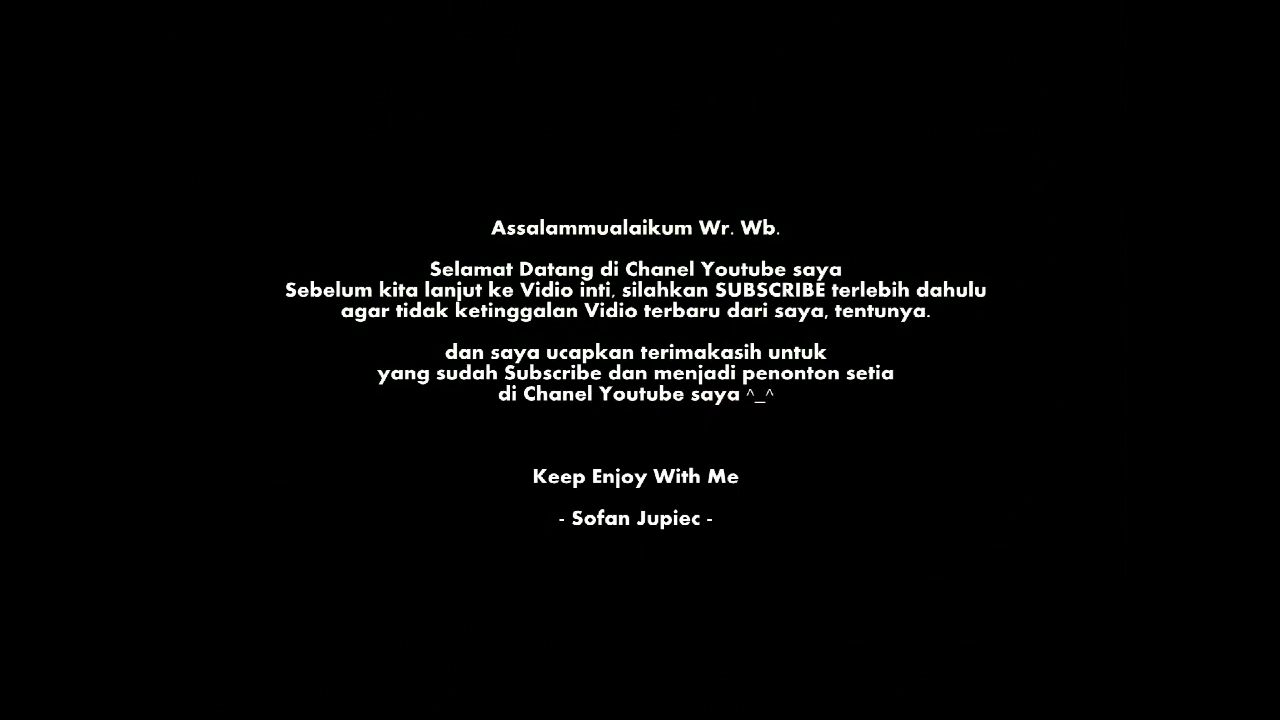 Assalammualaikum Wr. Wb.
Selamat Datang di Chanel Youtube saya
Sebelum kita lanjut ke Vidio inti, silahkan SUBSCRIBE terlebih dahulu
agar tidak ketinggalan Vidio terbaru dari saya, tentunya.
dan saya ucapkan terimakasih untuk
yang sudah Subscribe dan menjadi penonton setia
di Chanel Youtube saya ^_^
Keep Enjoy With Me
- Sofan Jupiec -